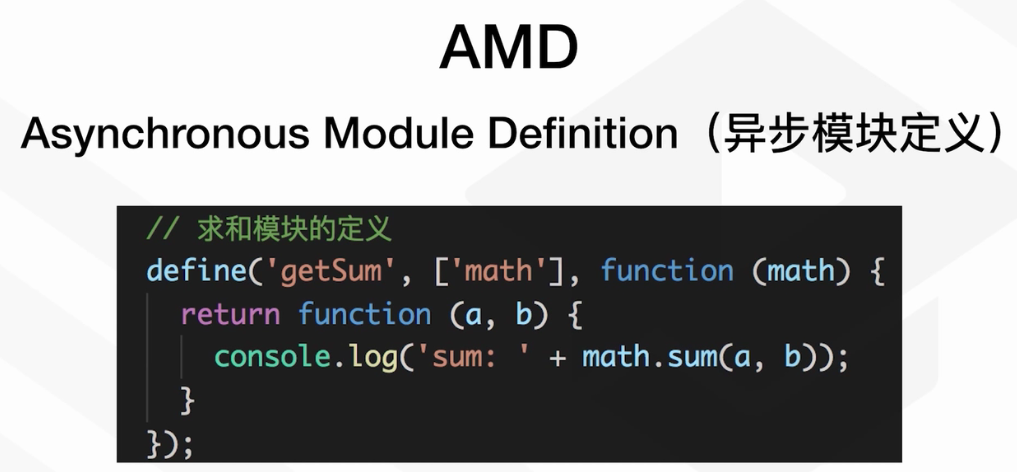 AMD
Asynchronous Module Definition（异步模块定义）
// 求和模块的定义
define('getSum', ['math'], function (math) {
  return function (a, b) {
    console.log('sum: ' + math.sum(a, b));
  }
});